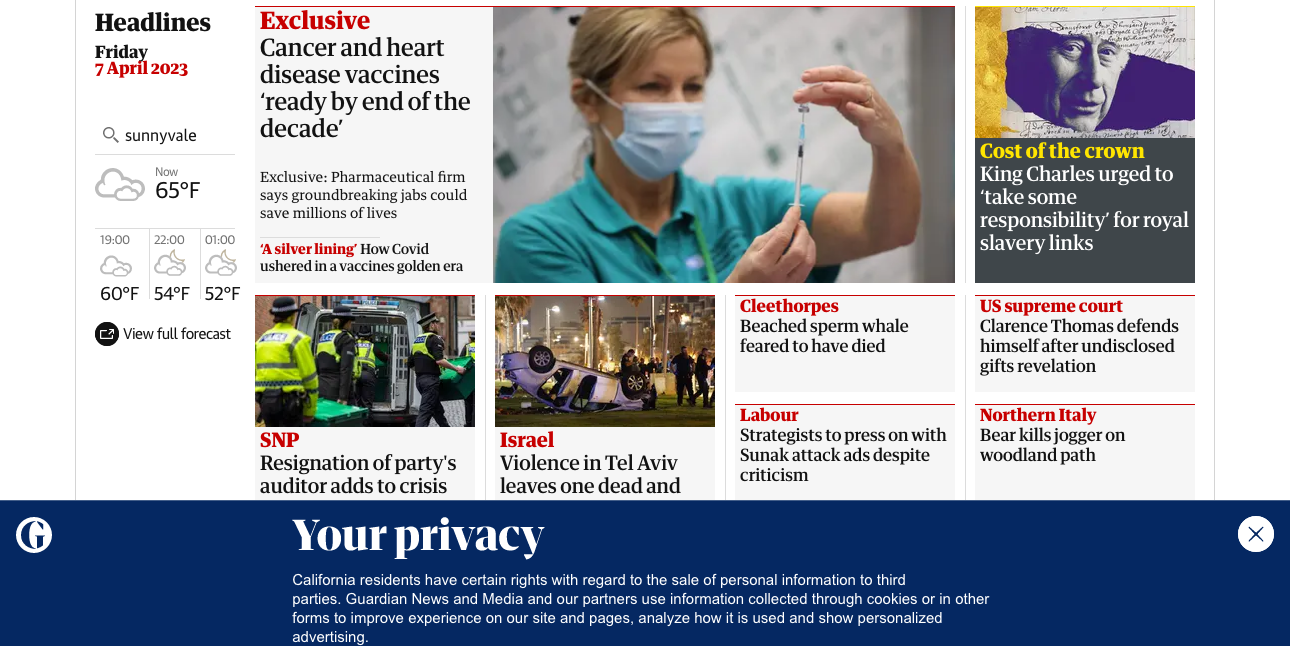 Headlines
Friday
7 April 2023
sunnyvale
Now
65°F
19:00
22:00
01:00
60°F
54°F
52°F
View full forecast
Exclusive
Cancer and heart
disease vaccines
‘ready by end of the
decade’
Exclusive: Pharmaceutical firm
says groundbreaking jabs could
save millions of lives
‘A silver lining’ How Covid
ushered in a vaccines golden era
Cost of the crown
King Charles urged to
‘take some
responsibility’ for royal
slavery links
SNP
Resignation of party's
auditor adds to crisis
Israel
Violence in Tel Aviv
leaves one dead and
Cleethorpes
Beached sperm whale
feared to have died
Labour
Strategists to press on with
Sunak attack ads despite
criticism
US supreme court
Clarence Thomas defends
himself after undisclosed
gifts revelation
Northern Italy
Bear kills jogger on
woodland path
G
Your privacy
California residents have certain rights with regard to the sale of personal information to third
parties. Guardian News and Media and our partners use information collected through cookies or in other
forms to improve experience on our site and pages, analyze how it is used and show personalized
advertising.